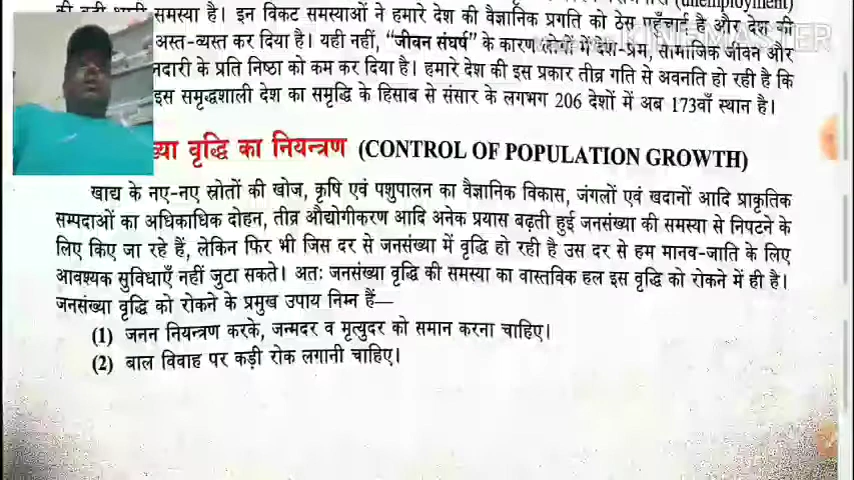 समस्या है। इन विकट समस्याओं ने हमारे देश की वैज्ञानिक प्रगति को ठेस पहुँचाई है और देश की
अस्त-व्यस्त कर दिया है। यही नहीं, “जीवन संघर्ष” के कारण लोगों में देश-प्रेम, सामाजिक जीवन और
नदारी के प्रति निष्ठा को कम कर दिया है। हमारे देश की इस प्रकार तीव्र गति से अवनति हो रही है कि
इस समृद्धशाली देश का समृद्धि के हिसाब से संसार के लगभग 206 देशों में अब 173वाँ स्थान है।
ख्या वृद्धि का नियन्त्रण (CONTROL OF POPULATION GROWTH)
खाद्य के नए-नए स्रोतों की खोज, कृषि एवं पशुपालन का वैज्ञानिक विकास, जंगलों एवं खदानों आदि प्राकृतिक
सम्पदाओं का अधिकाधिक दोहन, तीव्र औद्योगीकरण आदि अनेक प्रयास बढ़ती हुई जनसंख्या की समस्या से निपटने के
लिए किए जा रहे हैं, लेकिन फिर भी जिस दर से जनसंख्या में वृद्धि हो रही है उस दर से हम मानव-जाति के लिए
आवश्यक सुविधाएँ नहीं जुटा सकते। अतः जनसंख्या वृद्धि की समस्या का वास्तविक हल इस वृद्धि को रोकने में ही है।
जनसंख्या वृद्धि को रोकने के प्रमुख उपाय निम्न हैं—
(1) जनन नियन्त्रण करके, जन्मदर व मृत्युदर को समान करना चाहिए।
(2) बाल विवाह पर कड़ी रोक लगानी चाहिए।
KINEMASTER